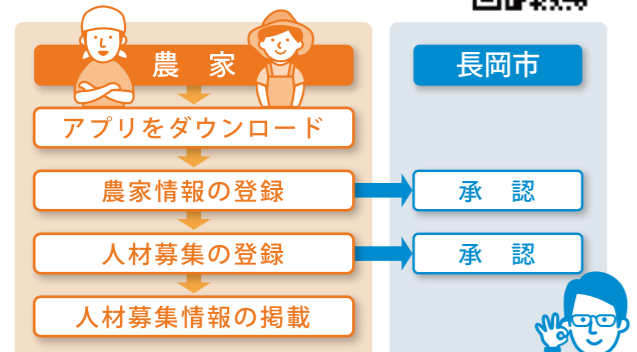 農 家
長岡市
アプリをダウンロード
農家情報の登録
承 認
人材募集の登録
承 認
人材募集情報の掲載